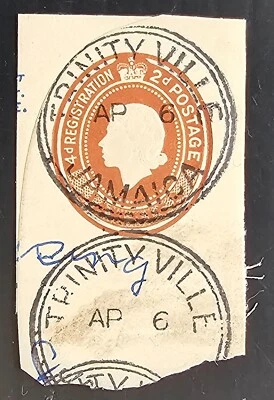 TRINITY VILLE
4d REGISTRATION 2d POSTAGE
AP 6
JAMAICA
TRINITY VILLE
AP 6